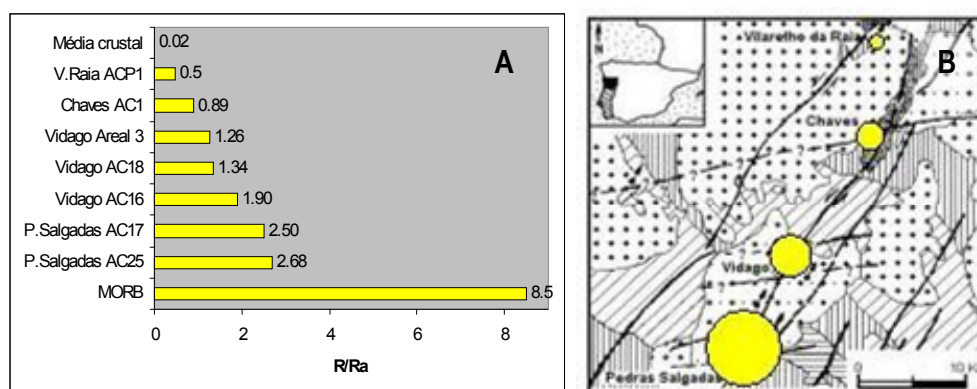 A
Média crustal 0.02
V.Raia ACP1 0.5
Chaves AC1 0.89
Vidago Areal 3 1.26
Vidago AC18 1.34
Vidago AC16 1.90
P.Salgadas AC17 2.50
P.Salgadas AC25 2.68
MORB 8.5
0 2 4 6 8
R/Ra
B
N
Vilarelho da Raia
Chaves
?
?
?
Vidago
?
?
Pedras Salgadas
0